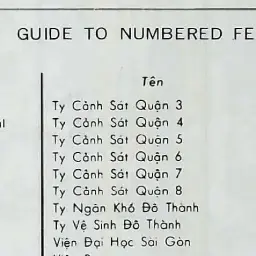 GUIDE TO NUMBERED FE
Tên
Ty Cảnh Sát Quận 3
Ty Cảnh Sát Quận 4
Ty Cảnh Sát Quận 5
Ty Cảnh Sát Quận 6
Ty Cảnh Sát Quận 7
Ty Cảnh Sát Quận 8
Ty Ngân Khố Đô Thành
Ty Vệ Sinh Đô Thành
Viện Đại Học Sài Gòn